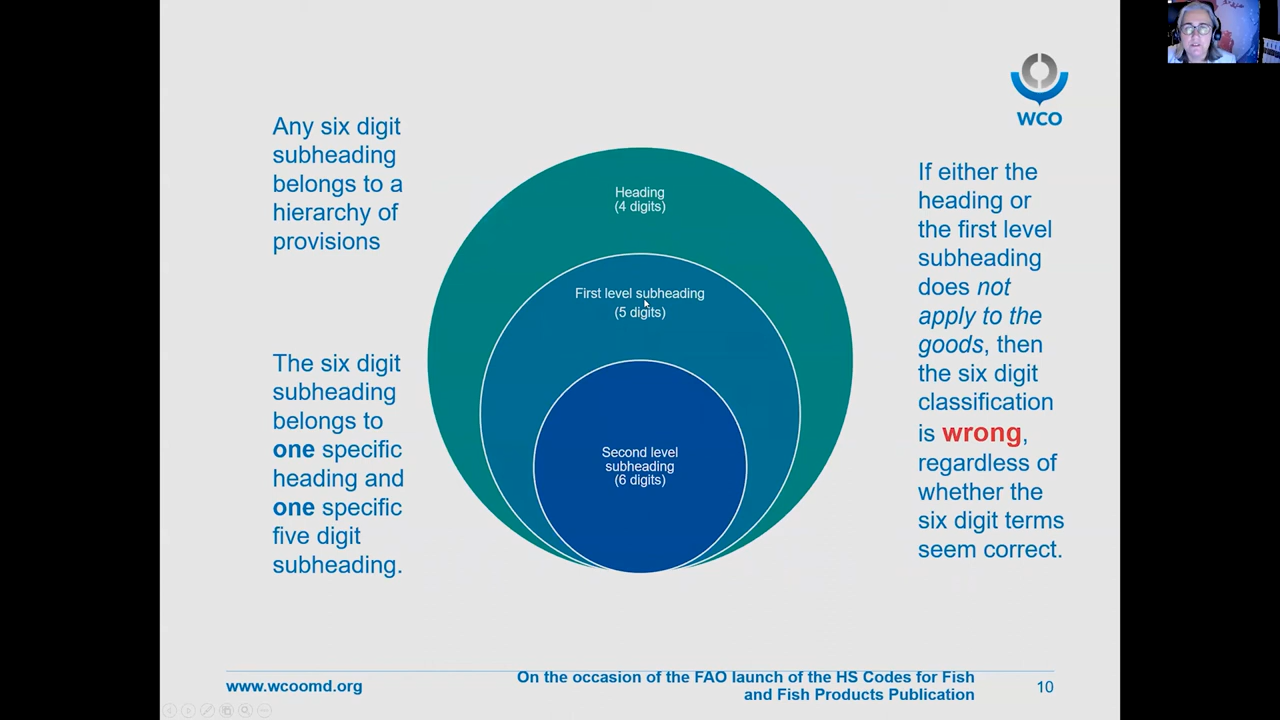 Any six digit
subheading
belongs to a
hierarchy of
provisions
The six digit
subheading
belongs to
one specific
heading and
one specific
five digit
subheading.
Heading
(4 digits)
First level subheading
(5 digits)
Second level
subheading
(6 digits)
WCO
If either the
heading or
the first level
subheading
does not
apply to the
goods, then
the six digit
classification
is wrong,
regardless of
whether the
six digit terms
seem correct.
www.wcoomd.org
On the occasion of the FAO launch of the HS Codes for Fish
and Fish Products Publication
10